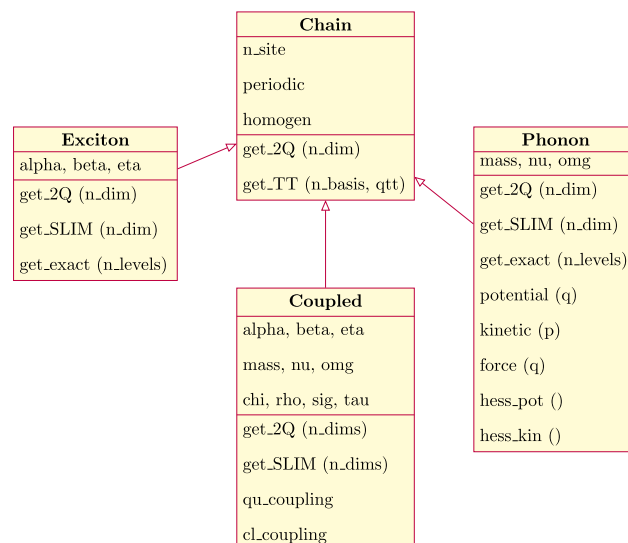 Chain
n_site
periodic
homogen
get_2Q (n_dim)
get_TT (n_basis, qtt)
Exciton
alpha, beta, eta
get_2Q (n_dim)
get_SLIM (n_dim)
get_exact (n_levels)
Phonon
mass, nu, omg
get_2Q (n_dim)
get_SLIM (n_dim)
get_exact (n_levels)
potential (q)
kinetic (p)
force (q)
hess_pot ()
hess_kin ()
Coupled
alpha, beta, eta
mass, nu, omg
chi, rho, sig, tau
get_2Q (n_dims)
get_SLIM (n_dims)
qu_coupling
cl_coupling